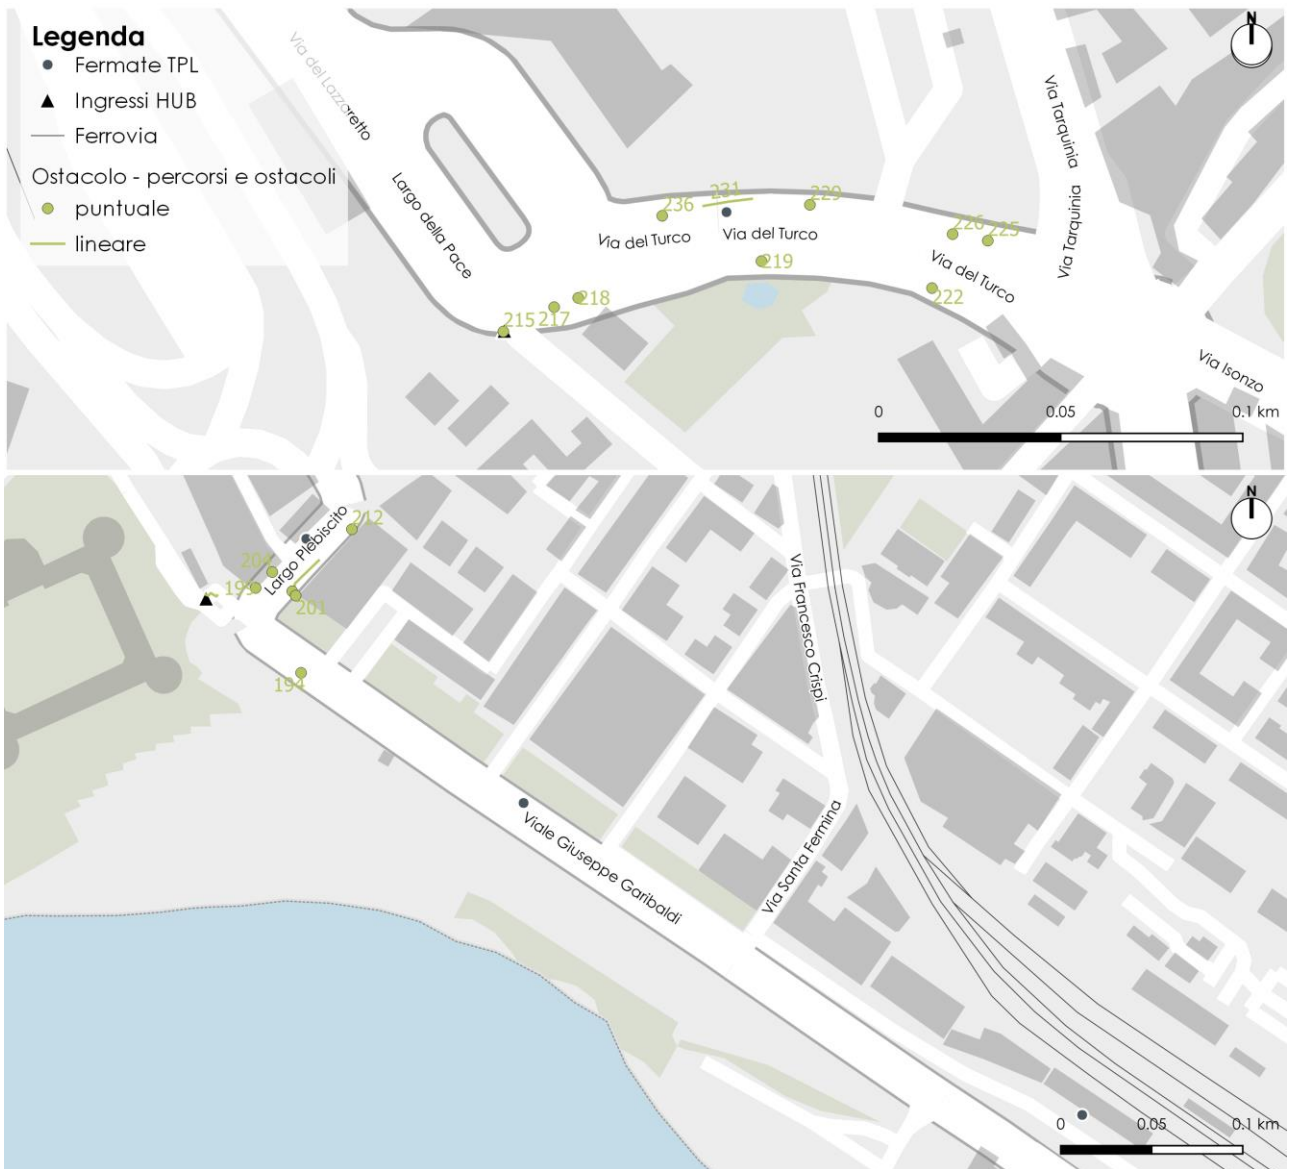 Legenda
Fermate TPL
Ingressi HUB
Ferrovia
Ostacolo - percorsi e ostacoli
puntuale
lineare
Via del Lazzaretto
Largo della Pace
N
Via Tarquinia
Via Tarquinia
231
229
236
Via del Turco
Via del Turco
226
225
219
Via del Turco
222
218
215
217
Via Isonzo
0
0.05
0.1 km
N
212
Largo Plebiscito
201
194
Via Francesco Crispi
Viale Giuseppe Garibaldi
Via Santa Fermina
0
0.05
0.1 km